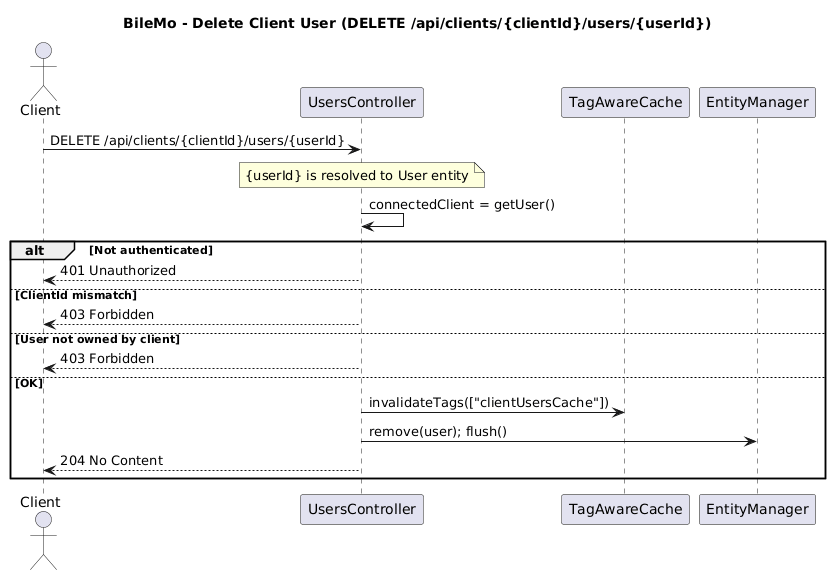 BileMo - Delete Client User (DELETE /api/clients/{clientId}/users/{userId})
Client
UsersController
TagAwareCache
EntityManager
DELETE /api/clients/{clientId}/users/{userId}
{userId} is resolved to User entity
connectedClient = getUser()
alt
[Not authenticated]
401 Unauthorized
[ClientId mismatch]
403 Forbidden
[User not owned by client]
403 Forbidden
[OK]
invalidateTags(["clientUsersCache"])
remove(user); flush()
204 No Content
Client
UsersController
TagAwareCache
EntityManager